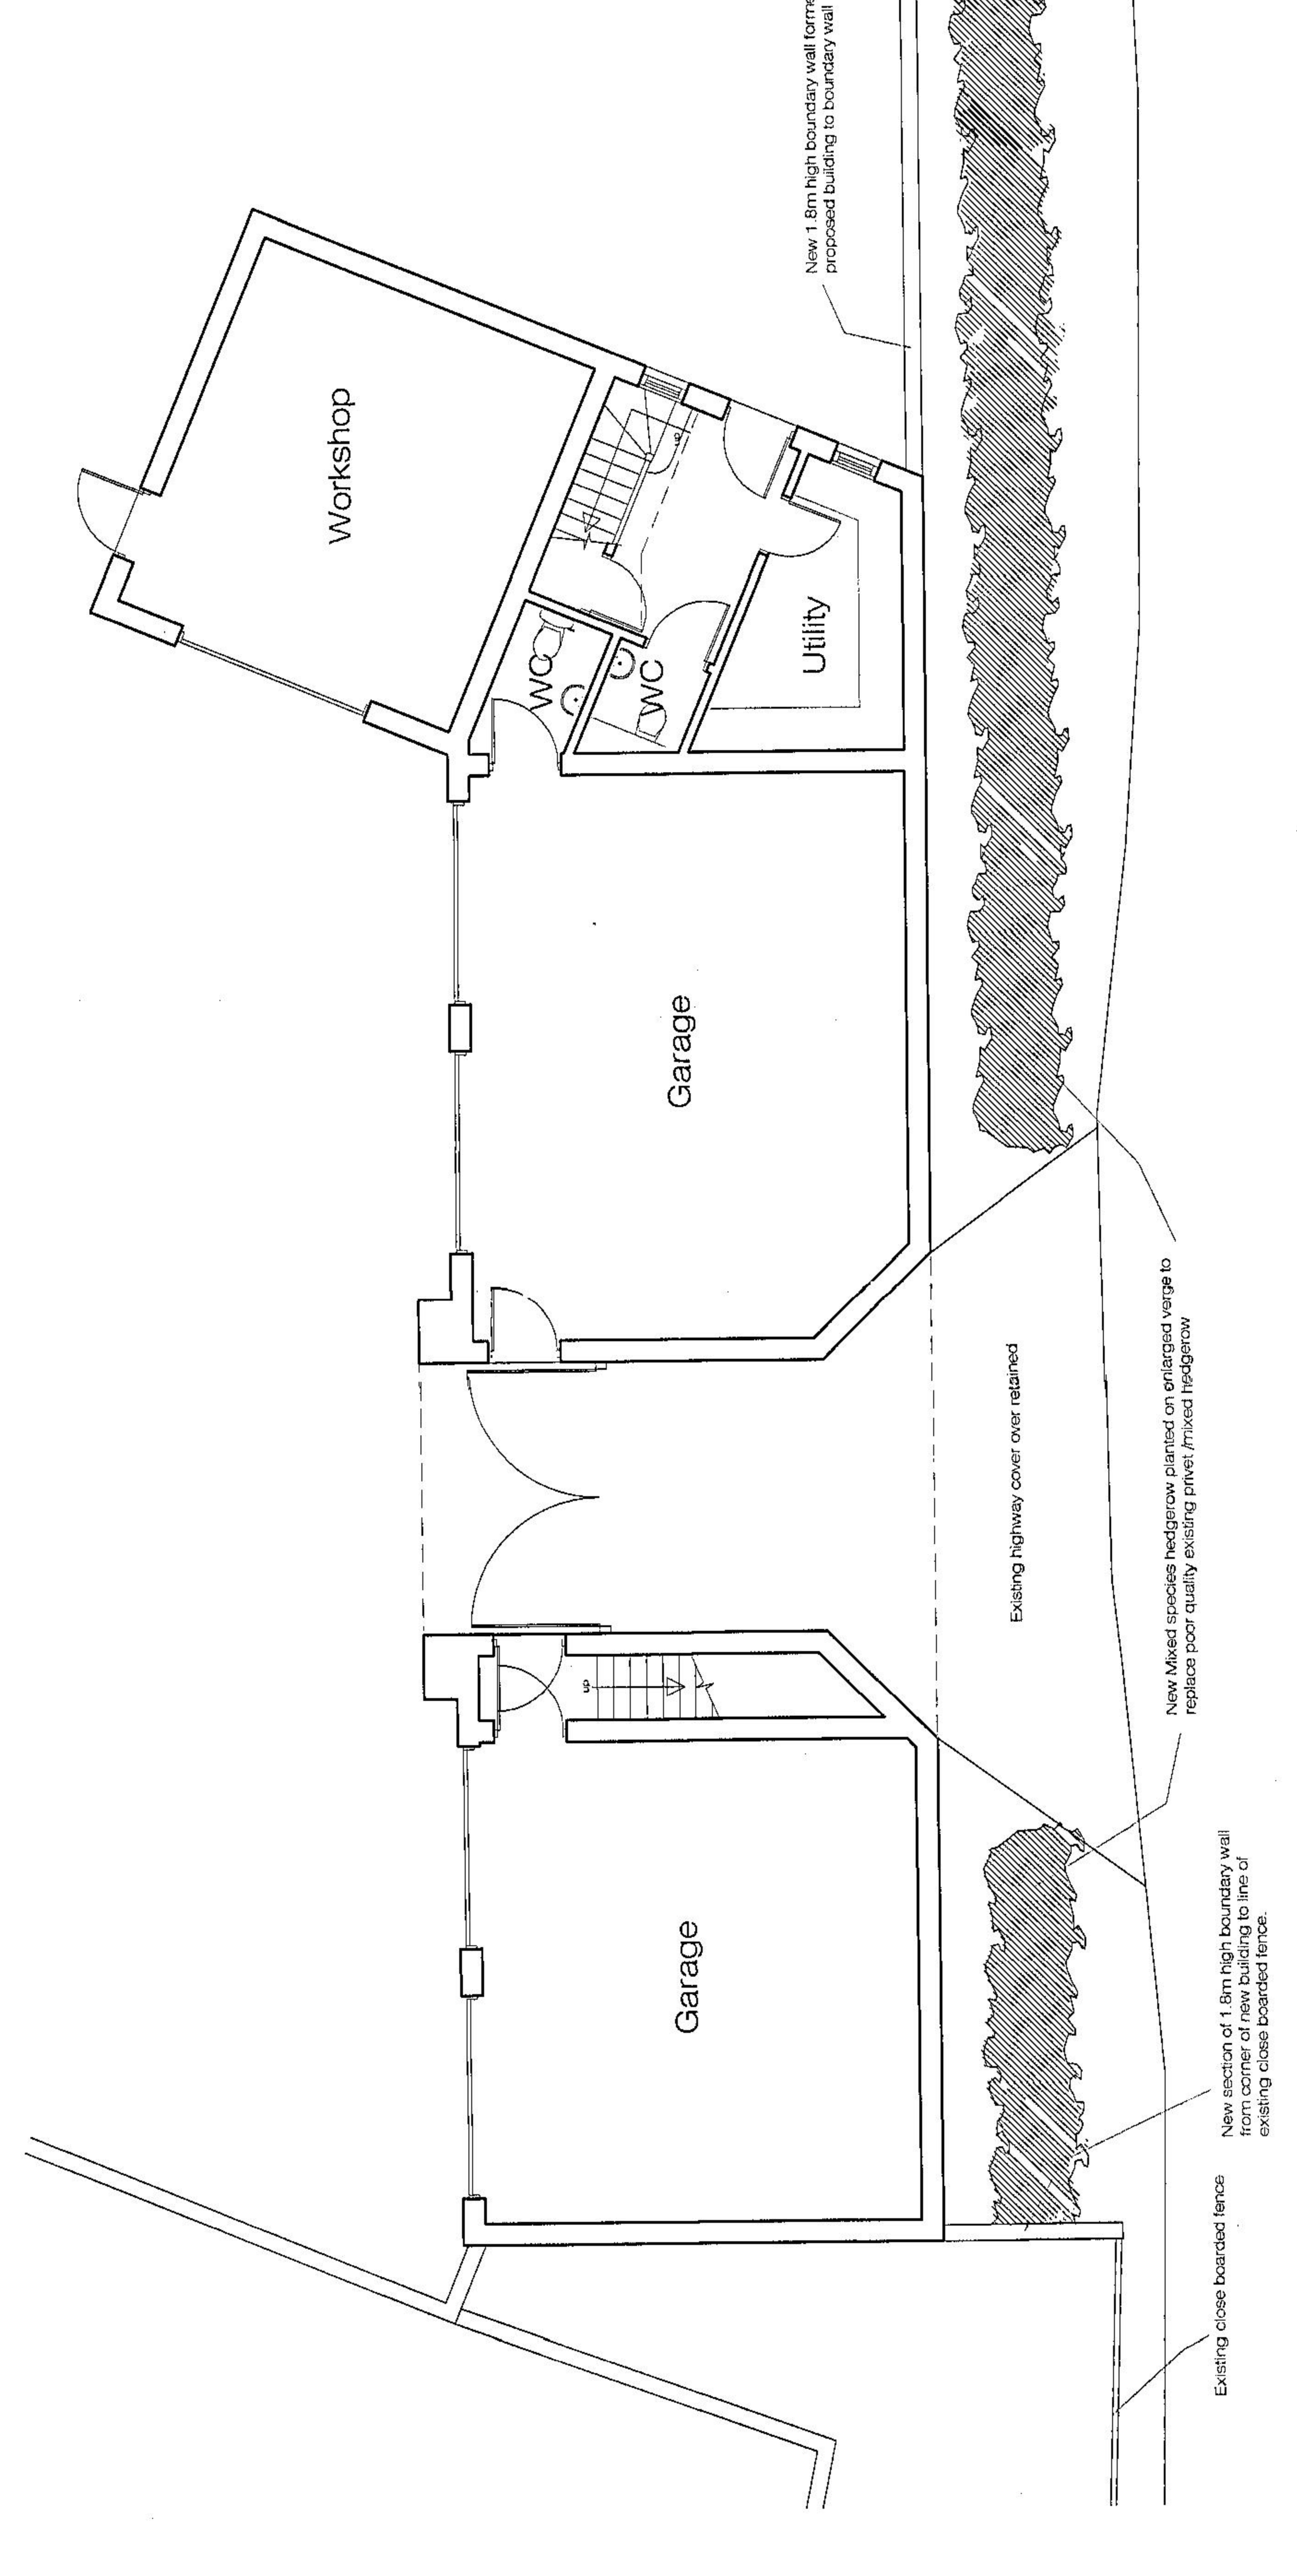 Workshop
WC
WC
Utility
up
Garage
Garage
up
New 1.8m high boundary wall
proposed building to boundary wall
Existing highway cover over retained
New Mixed species hedgerow planted on enlarged verge to
replace poor quality existing privet /mixed hedgerow
New section of 1.8m high boundary wall
from corner of new building to line of
existing close boarded fence.
Existing close boarded fence